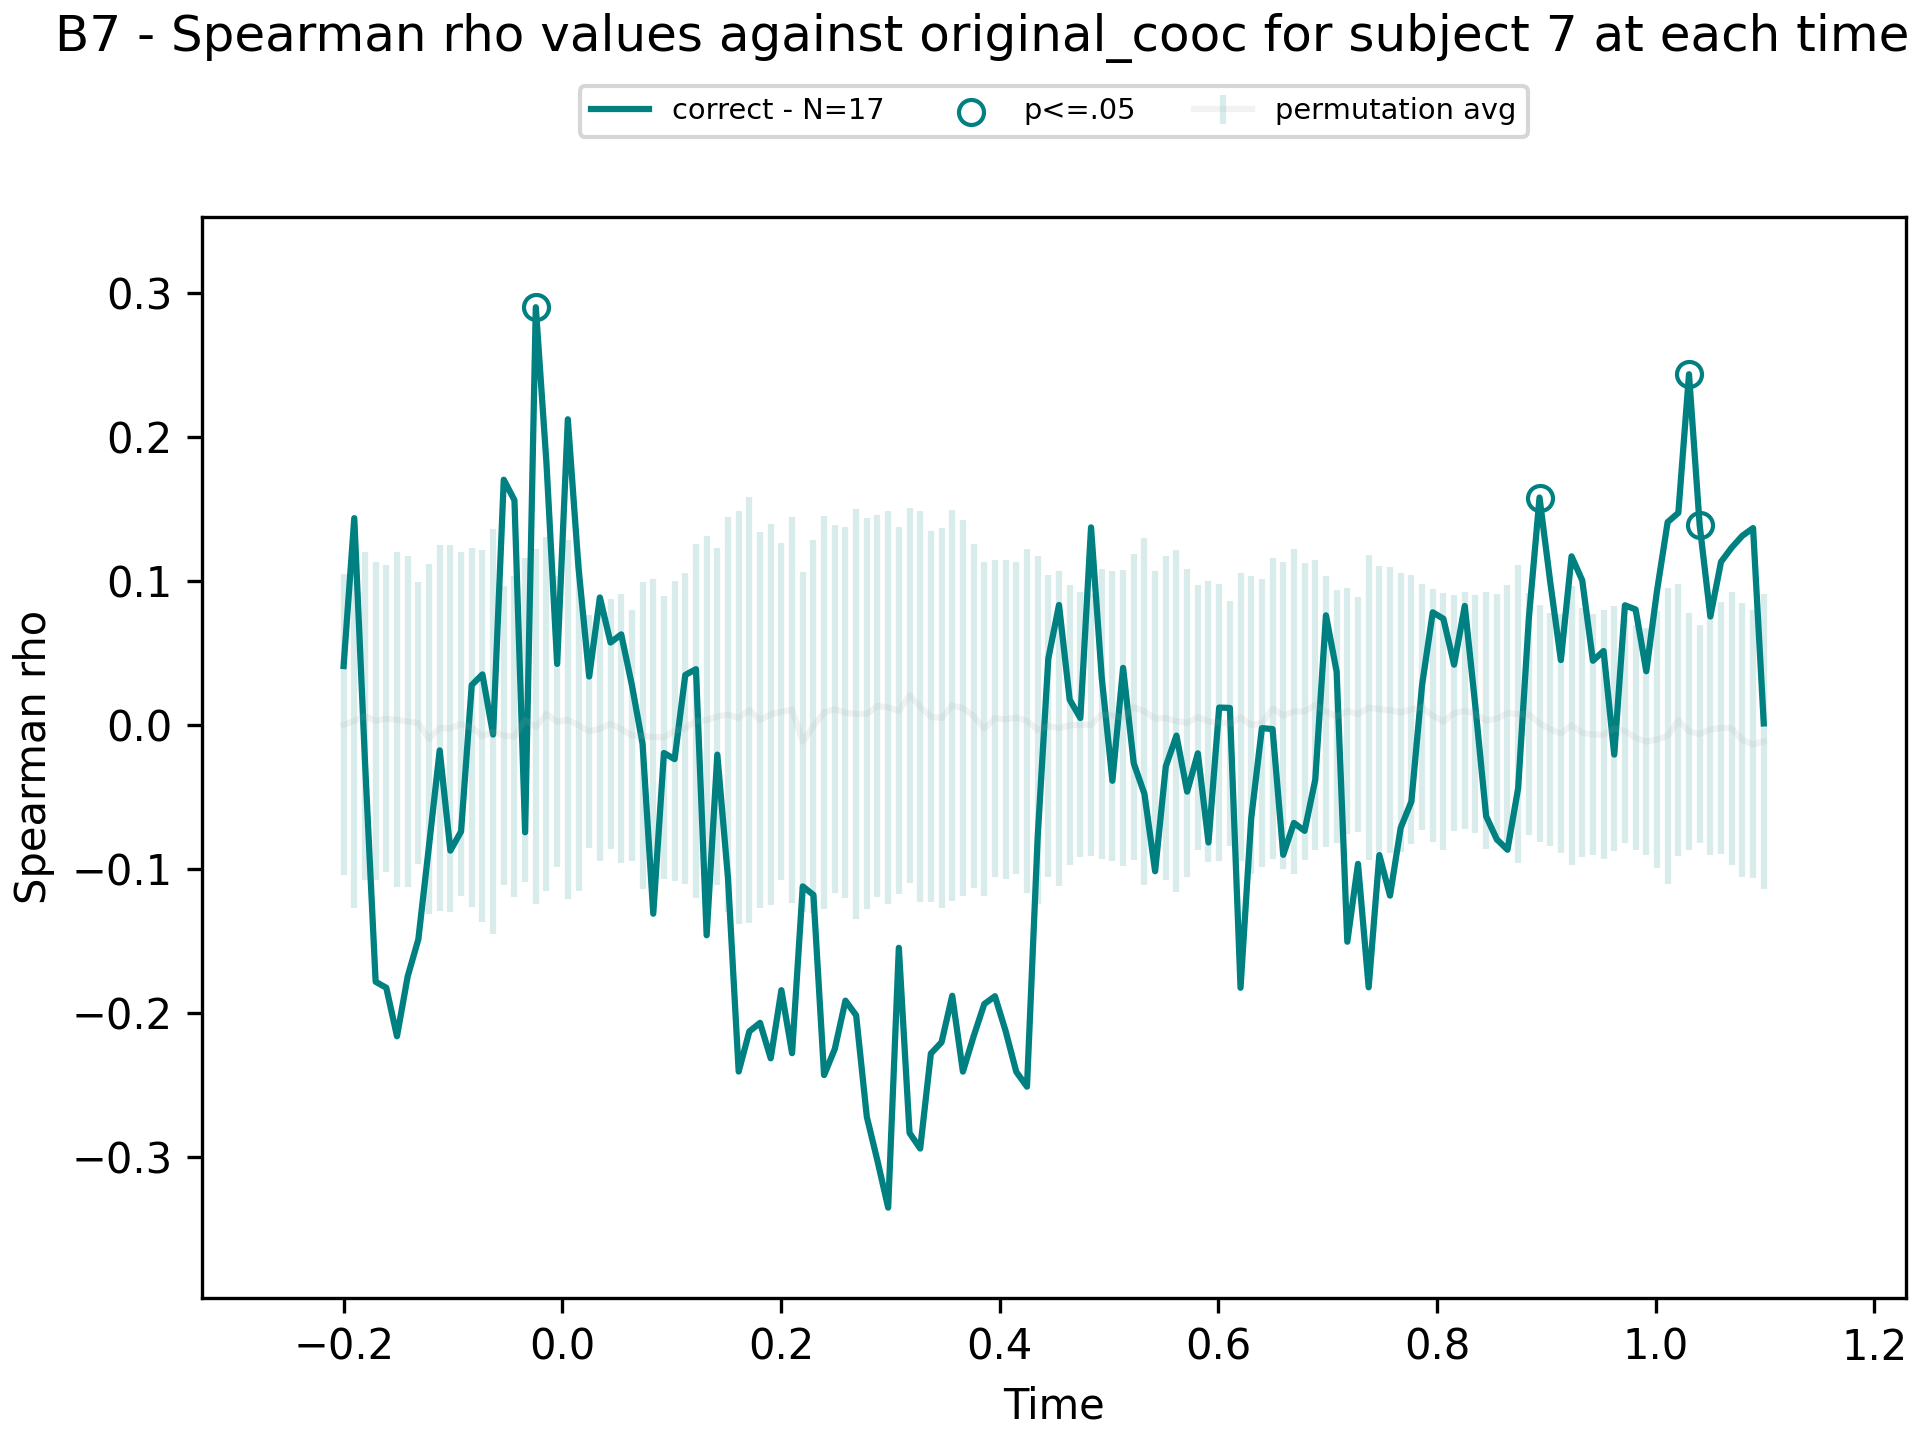 B7 - Spearman rho values against original_cooc for subject 7 at each time
correct - N=17 p<=.05 permutation avg
Spearman rho
0.3
0.2
0.1
0.0
−0.1
−0.2
−0.3
−0.2 0.0 0.2 0.4 0.6 0.8 1.0 1.2
Time